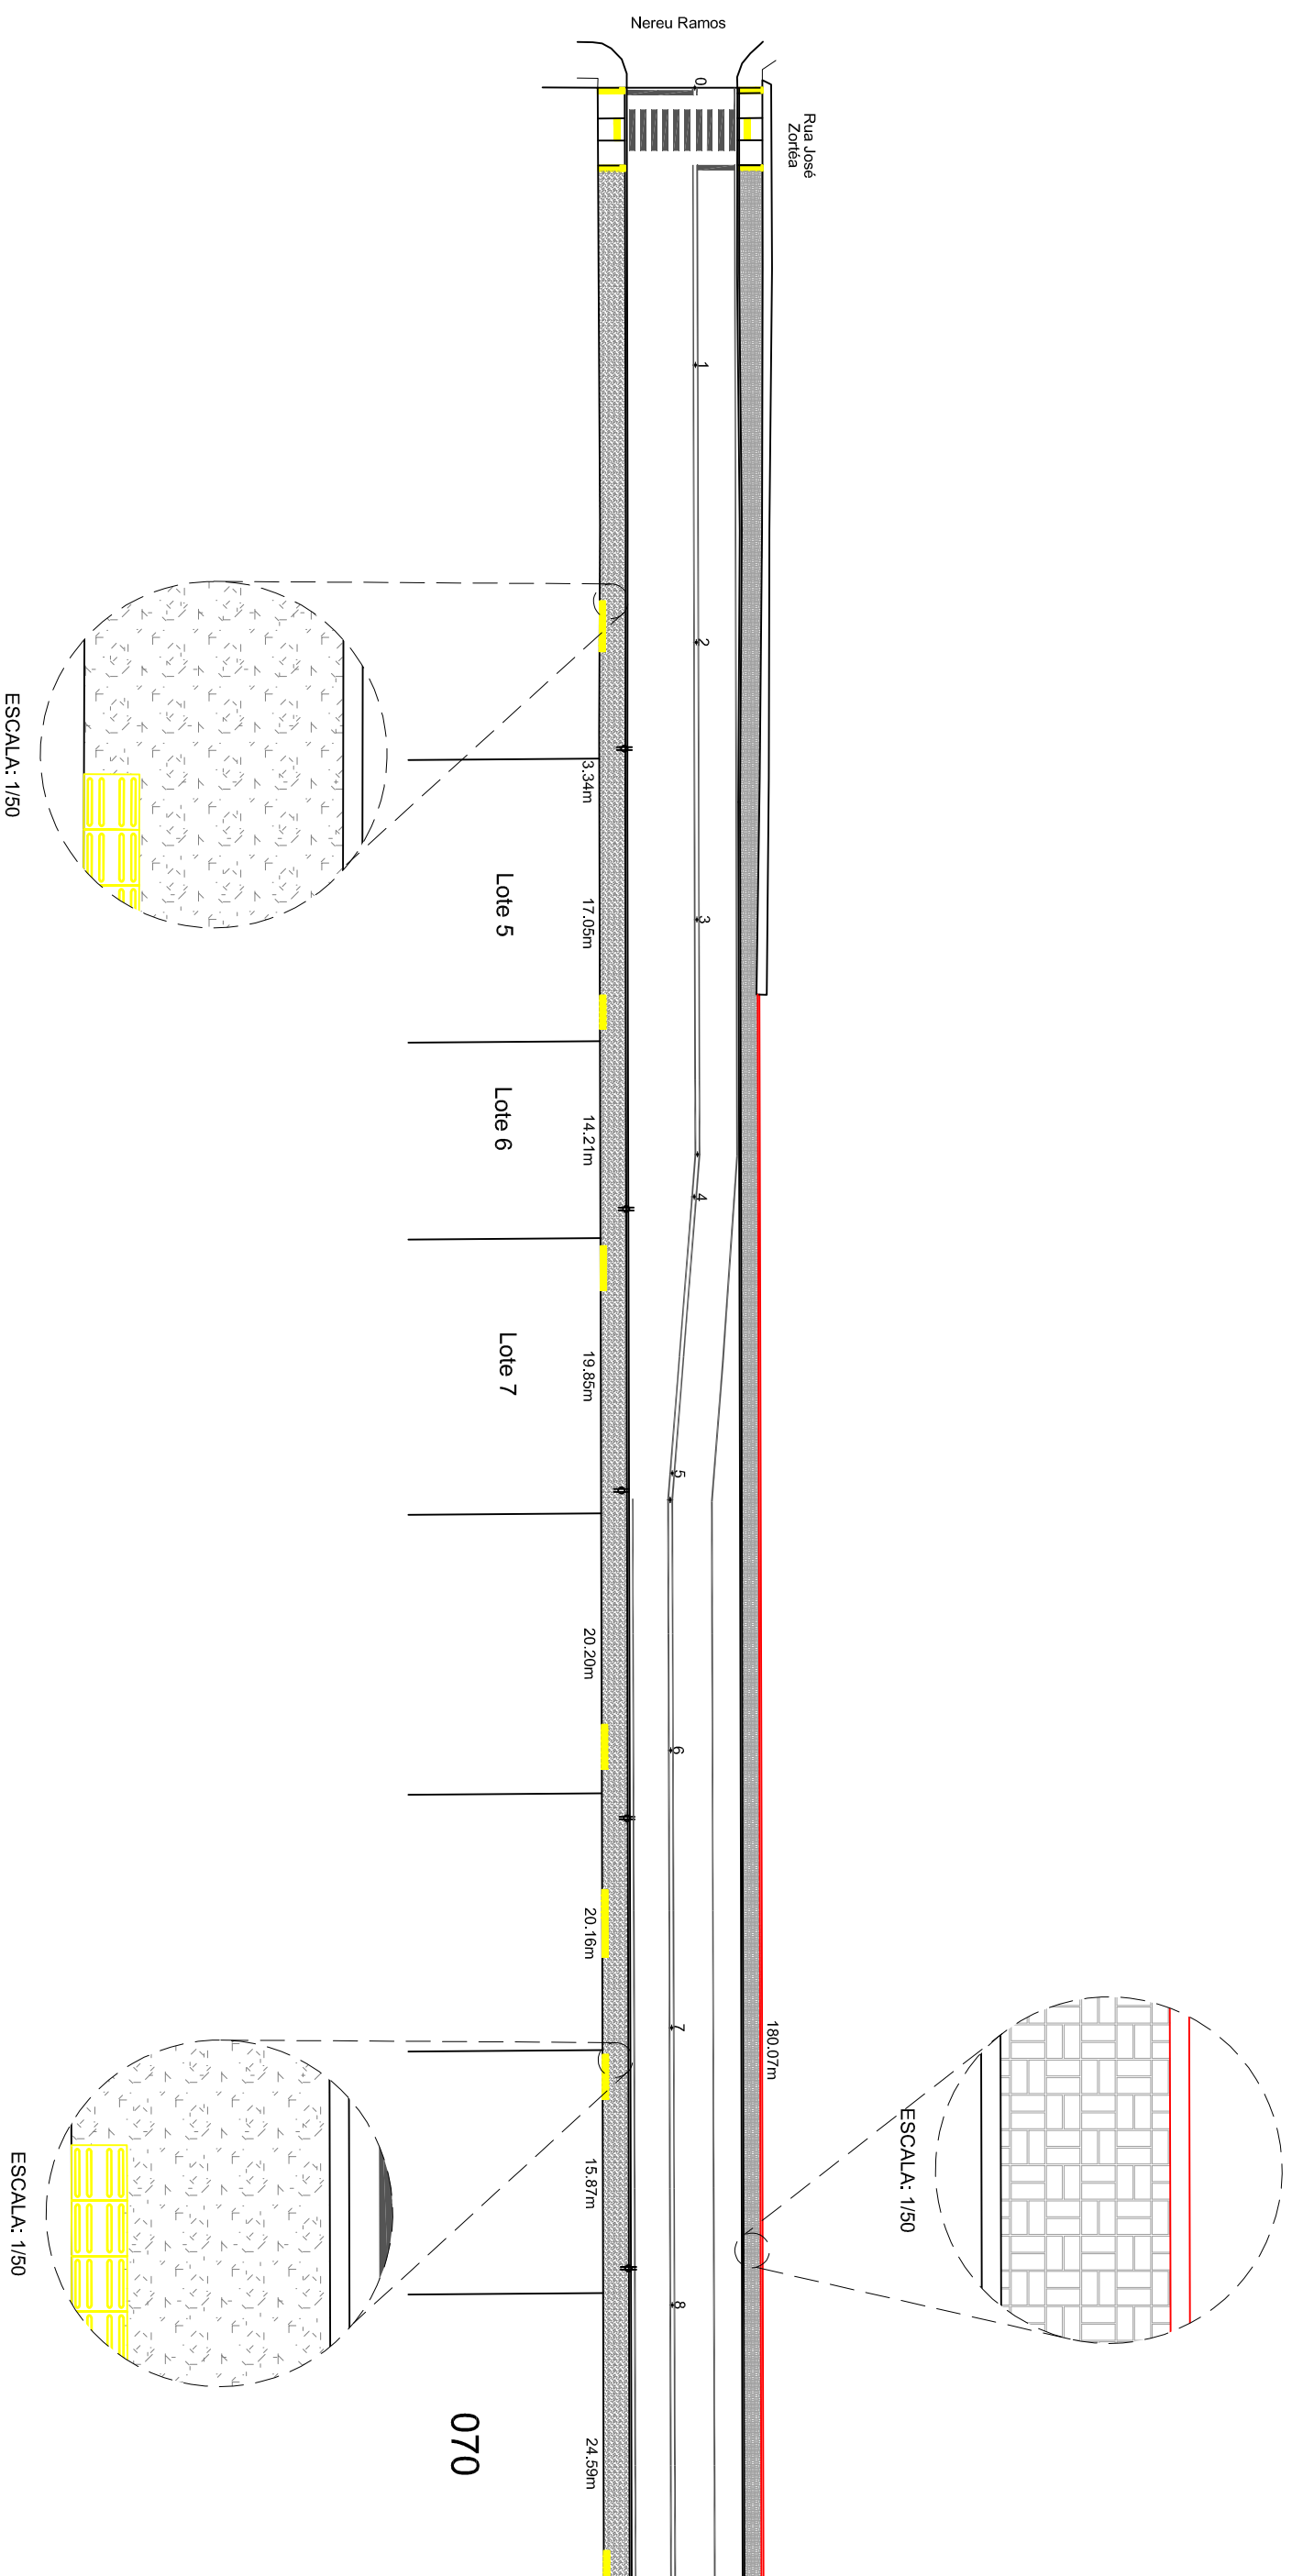 Nereu Ramos
0
Rua José
Zortéa
1
2
3.34m
ESCALA: 1/50
Lote 5
17.05m
3
Lote 6
14.21m
4
Lote 7
19.85m
5
20.20m
6
20.16m
7
180.07m
ESCALA: 1/50
15.87m
ESCALA: 1/50
8
070
24.59m